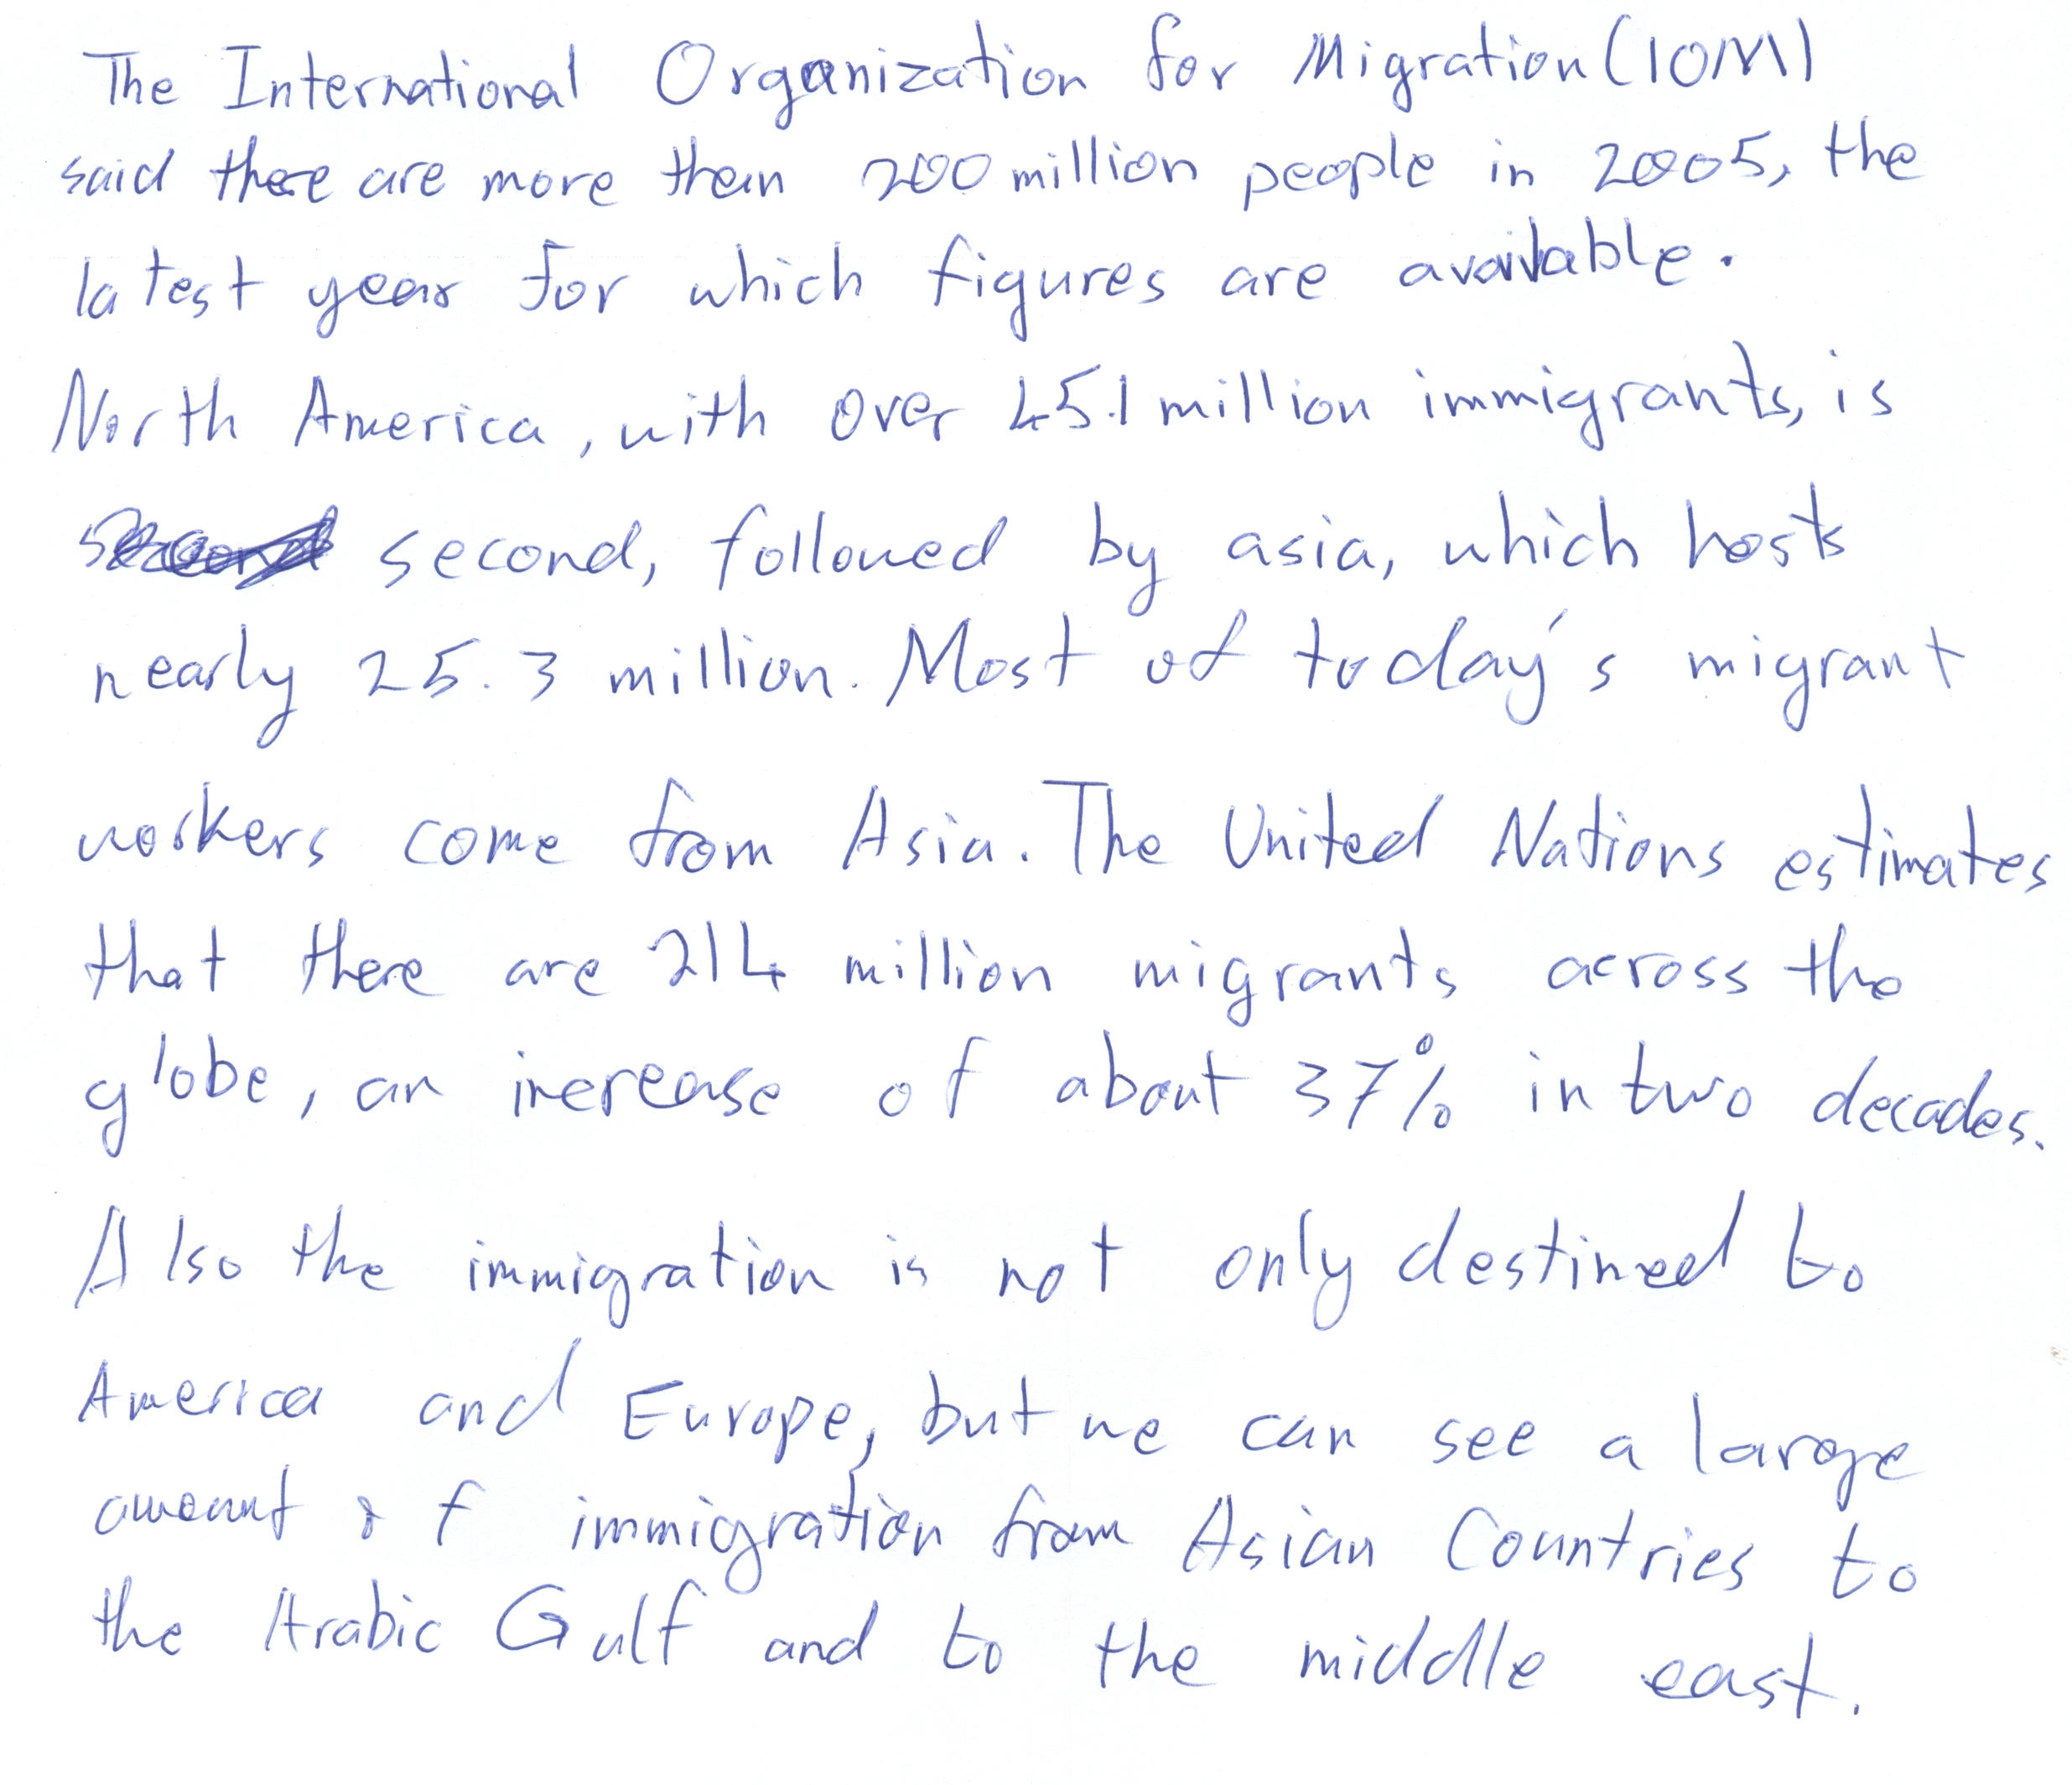 The International Organization for Migration (IOM)
said there are more than 200 million people in 2005, the
latest year for which figures are available.
North America, with over 45.1 million immigrants, is
second, followed by asia, which hosts
nearly 25.3 million. Most of today's migrant
workers come from Asia. The United Nations estimates
that there are 214 million migrants across the
globe, an increase of about 37% in two decades.
Also the immigration is not only destined to
America and Europe, but we can see a large
amount of immigration from Asian Countries to
the Arabic Gulf and to the middle east.